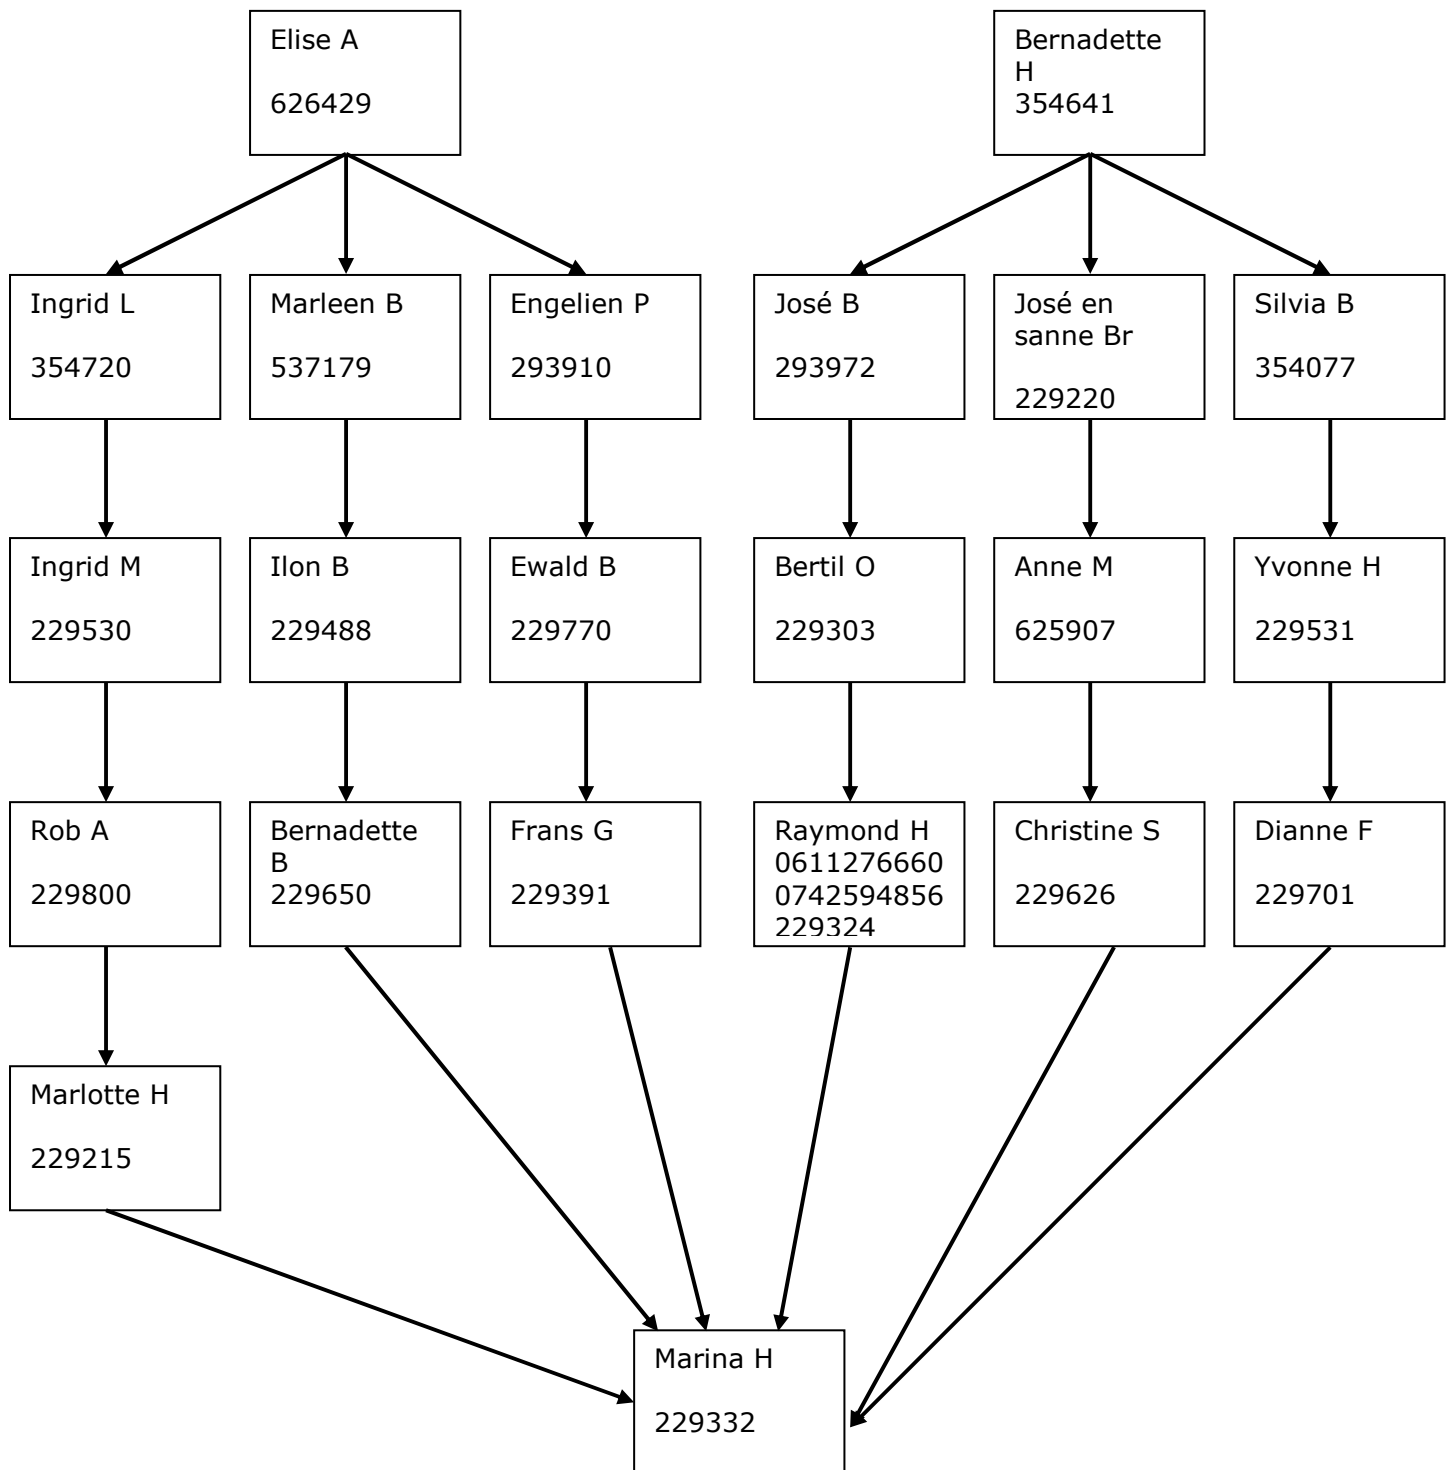 Elise A
626429
Bernadette
H
354641
Ingrid L
354720
Marleen B
537179
Engelien P
293910
José B
293972
José en
sanne Br
229220
Silvia B
354077
Ingrid M
229530
Ilon B
229488
Ewald B
229770
Bertil O
229303
Anne M
625907
Yvonne H
229531
Rob A
229800
Bernadette
B
229650
Frans G
229391
Raymond H
0611276660
0742594856
229324
Christine S
229626
Dianne F
229701
Marlotte H
229215
Marina H
229332